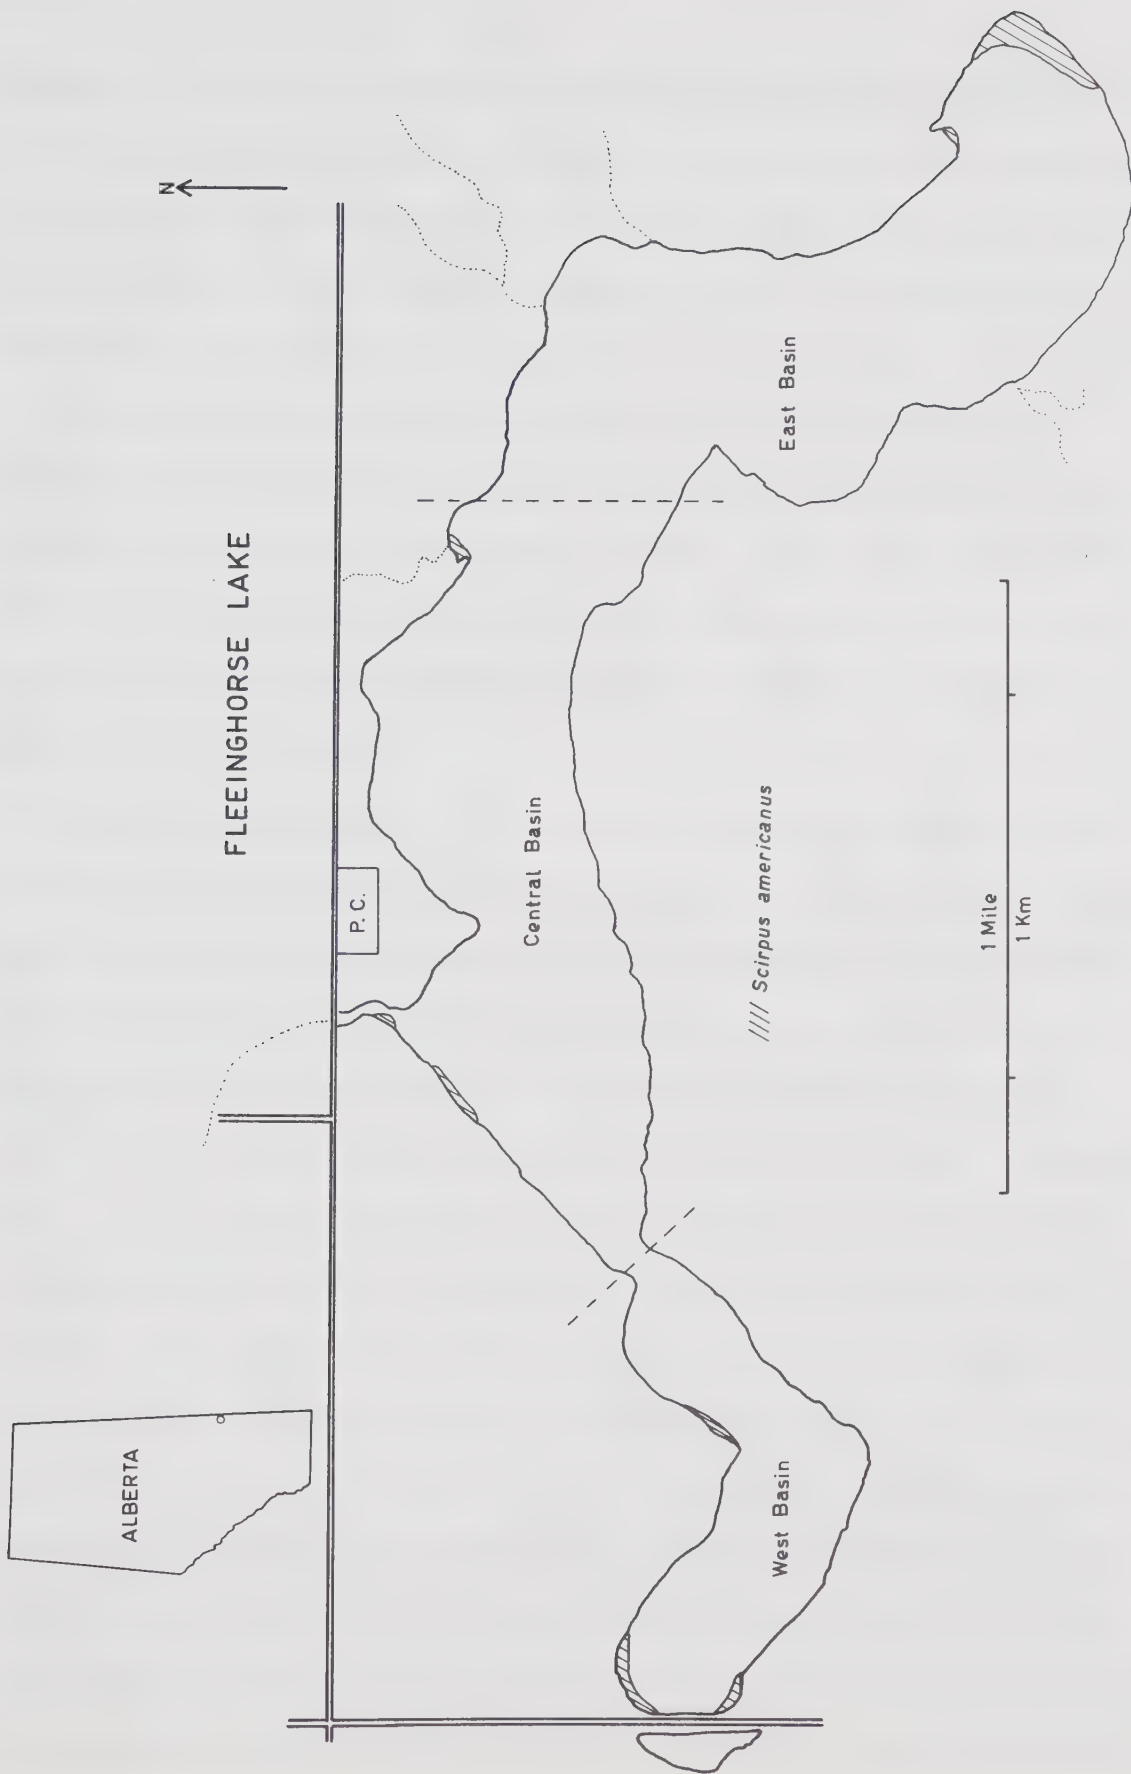 ALBERTA
FLEEINGHORSE LAKE
N
P. C.
Central Basin
East Basin
West Basin
///// Scirpus americanus
1 Mile
1 Km